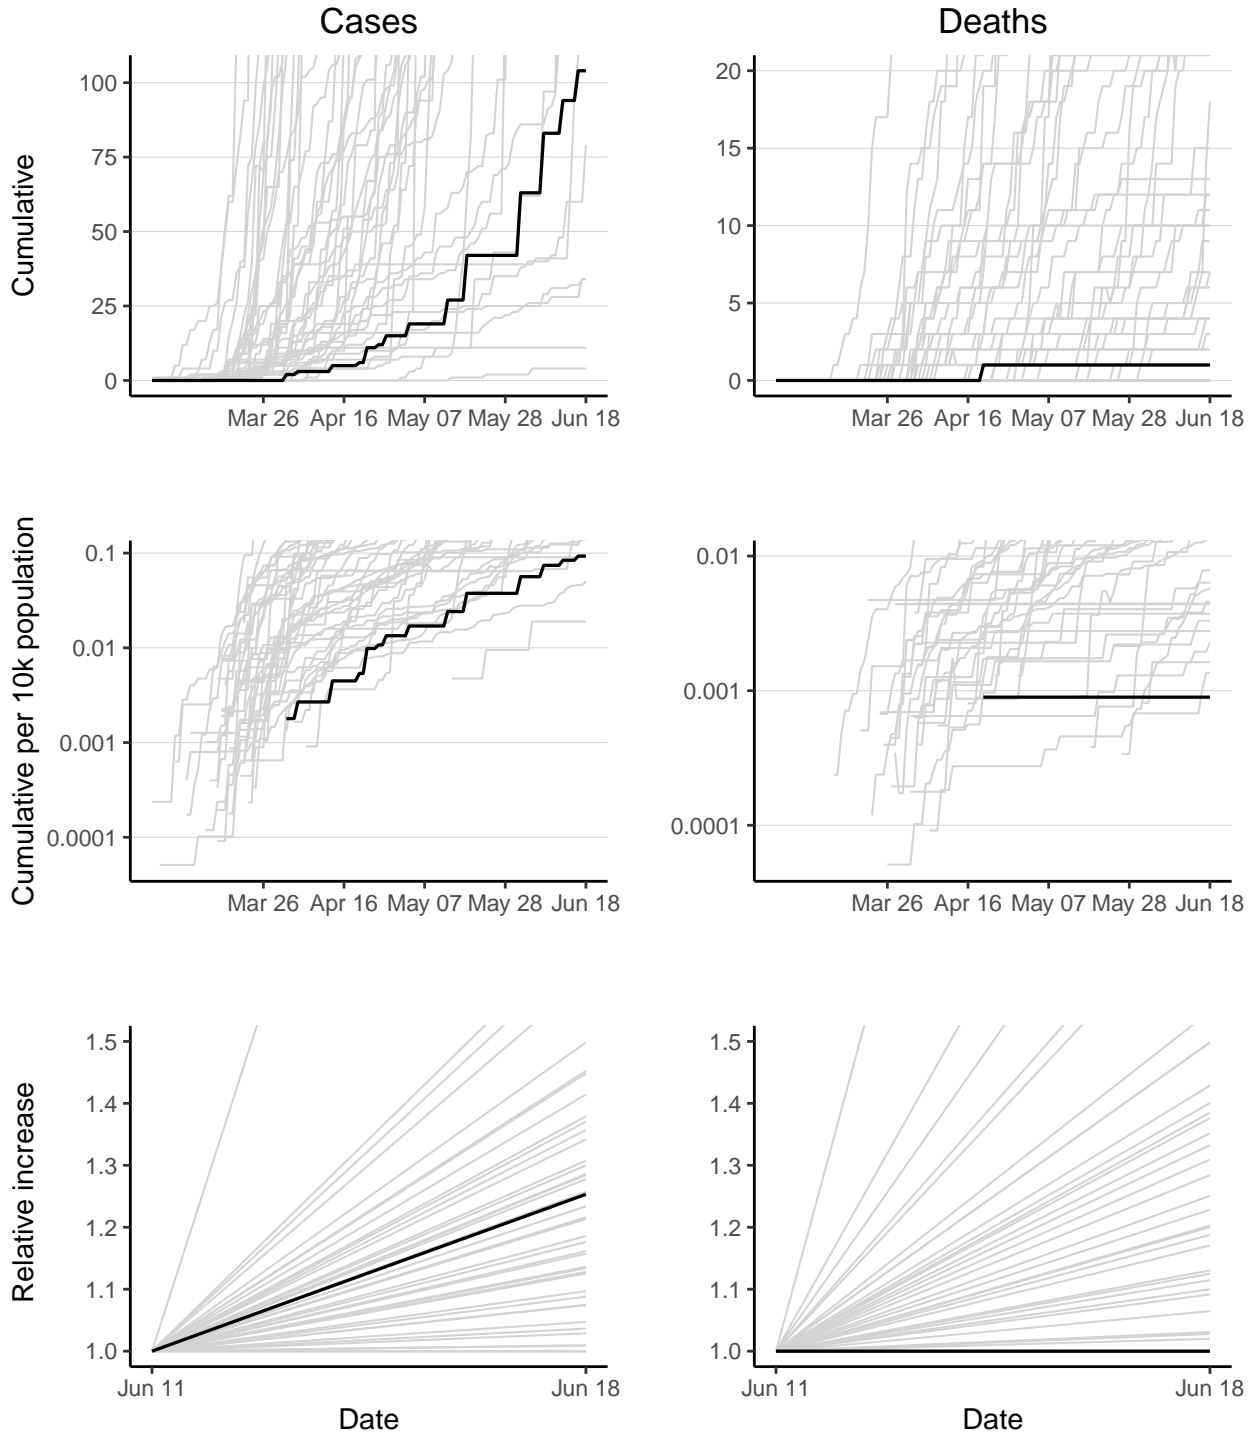 Cases
Deaths
Cumulative
100
75
50
25
0
Mar 26 Apr 16 May 07 May 28 Jun 18
20
15
10
5
0
Mar 26 Apr 16 May 07 May 28 Jun 18
Cumulative per 10k population
0.1
0.01
0.001
0.0001
Mar 26 Apr 16 May 07 May 28 Jun 18
0.01
0.001
0.0001
Mar 26 Apr 16 May 07 May 28 Jun 18
Relative increase
1.5
1.4
1.3
1.2
1.1
1.0
Jun 11 Jun 18
Date
1.5
1.4
1.3
1.2
1.1
1.0
Jun 11 Jun 18
Date